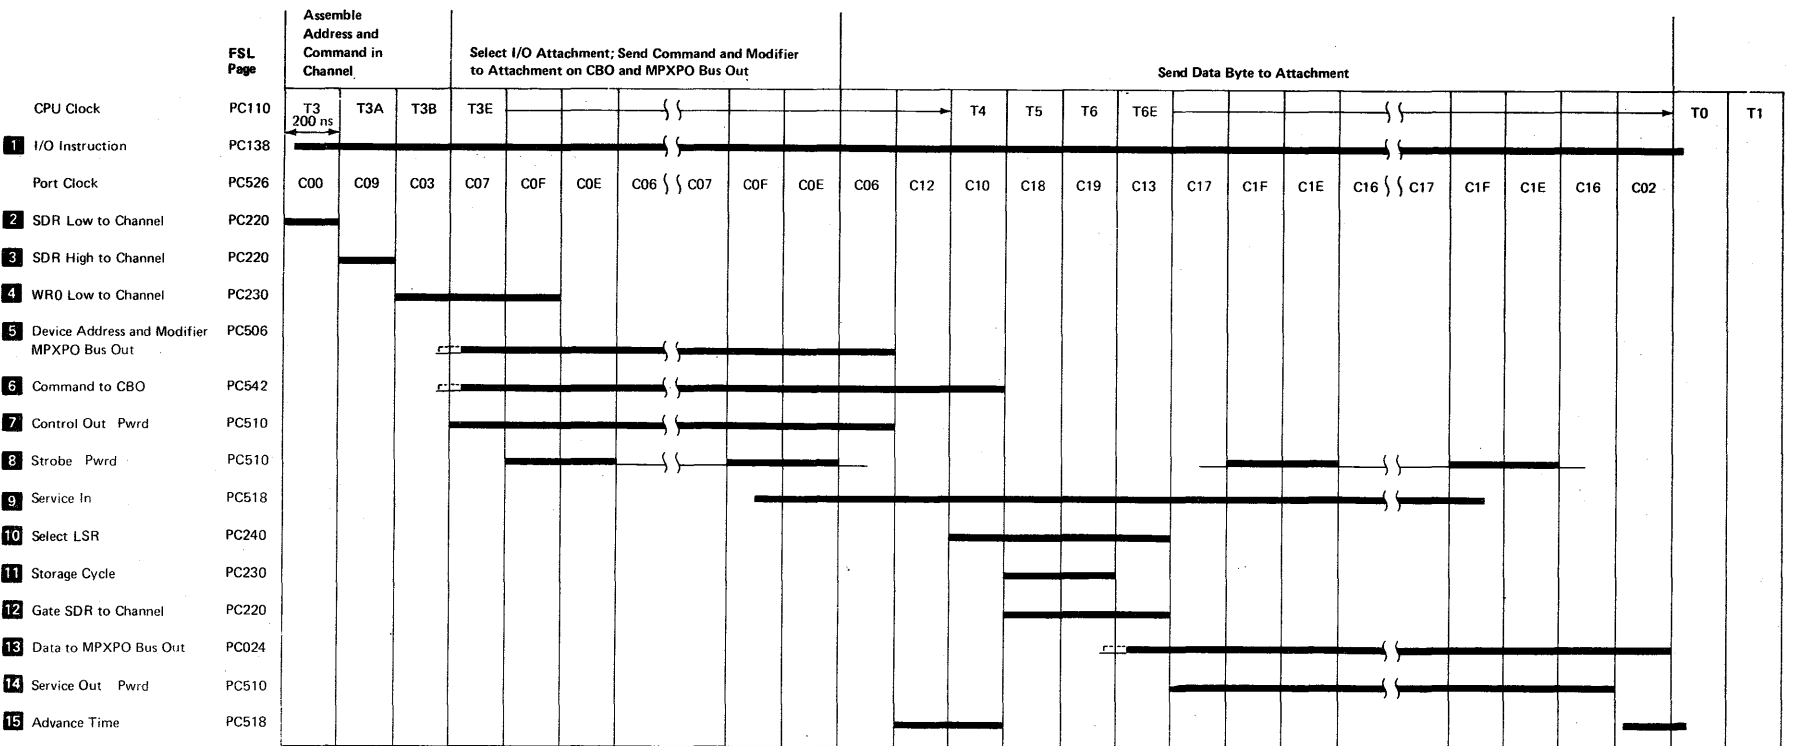 Assemble
Address and
Command in
Channel
FSL
Page
Select I/O Attachment; Send Command and Modifier
to Attachment on CBO and MPXPO Bus Out
Send Data Byte to Attachment
CPU Clock PC110 T3 T3A T3B T3E T4 T5 T6 T6E T0 T1
200 ns
1 I/O Instruction PC138
Port Clock PC526 C00 C09 C03 C07 C0F C0E C06 C07 C0F C0E C06 C12 C10 C18 C19 C13 C17 C1F C1E C16 C17 C1F C1E C16 C02
2 SDR Low to Channel PC220
3 SDR High to Channel PC220
4 WR0 Low to Channel PC230
5 Device Address and Modifier PC506
MPXPO Bus Out
6 Command to CBO PC542
7 Control Out Pwrd PC510
8 Strobe Pwrd PC510
9 Service In PC518
10 Select LSR PC240
11 Storage Cycle PC230
12 Gate SDR to Channel PC220
13 Data to MPXPO Bus Out PC024
14 Service Out Pwrd PC510
15 Advance Time PC518